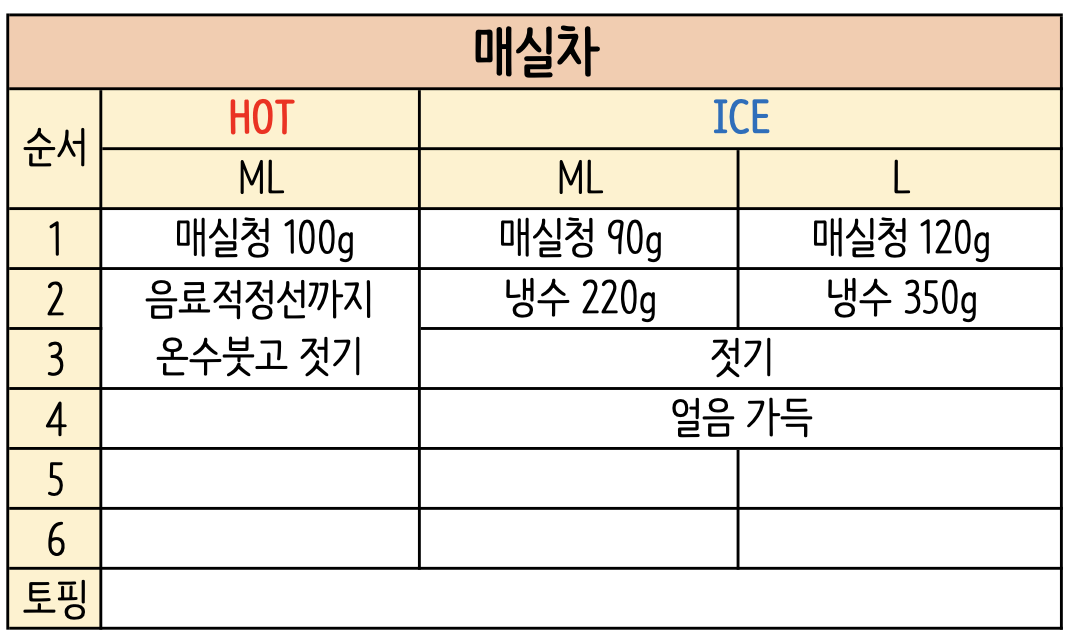 매실차
순서 HOT ICE
ML ML L
1 매실청 100g 매실청 90g 매실청 120g
2 음료적정선까지 냉수 220g 냉수 350g
3 온수붓고 젓기 젓기
4 얼음 가득
5
6
토핑